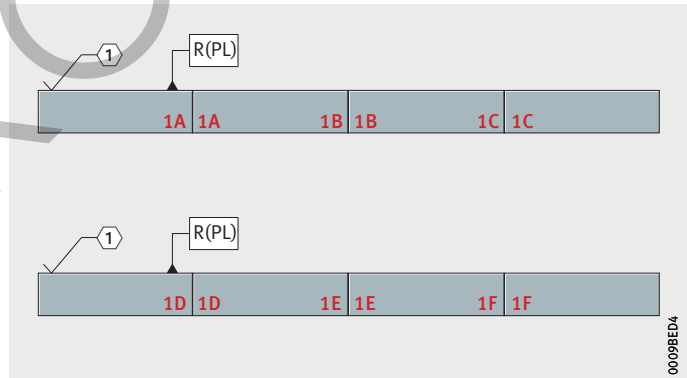 1 R(PL)
1A 1A 1B 1B 1C 1C
1 R(PL)
1D 1D 1E 1E 1F 1F
0009BED4